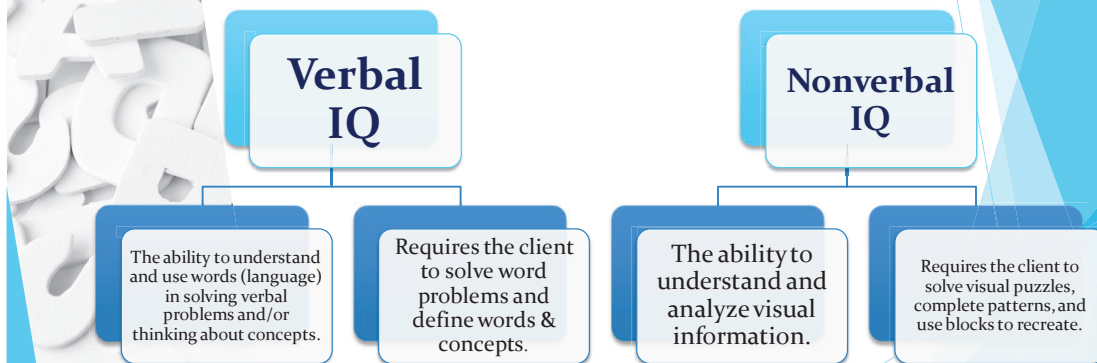 Verbal
IQ
The ability to understand
and use words (language)
in solving verbal
problems and/or
thinking about concepts.
Requires the client
to solve word
problems and
define words &
concepts.
Nonverbal
IQ
The ability to
understand and
analyze visual
information.
Requires the client to
solve visual puzzles,
complete patterns, and
use blocks to recreate.